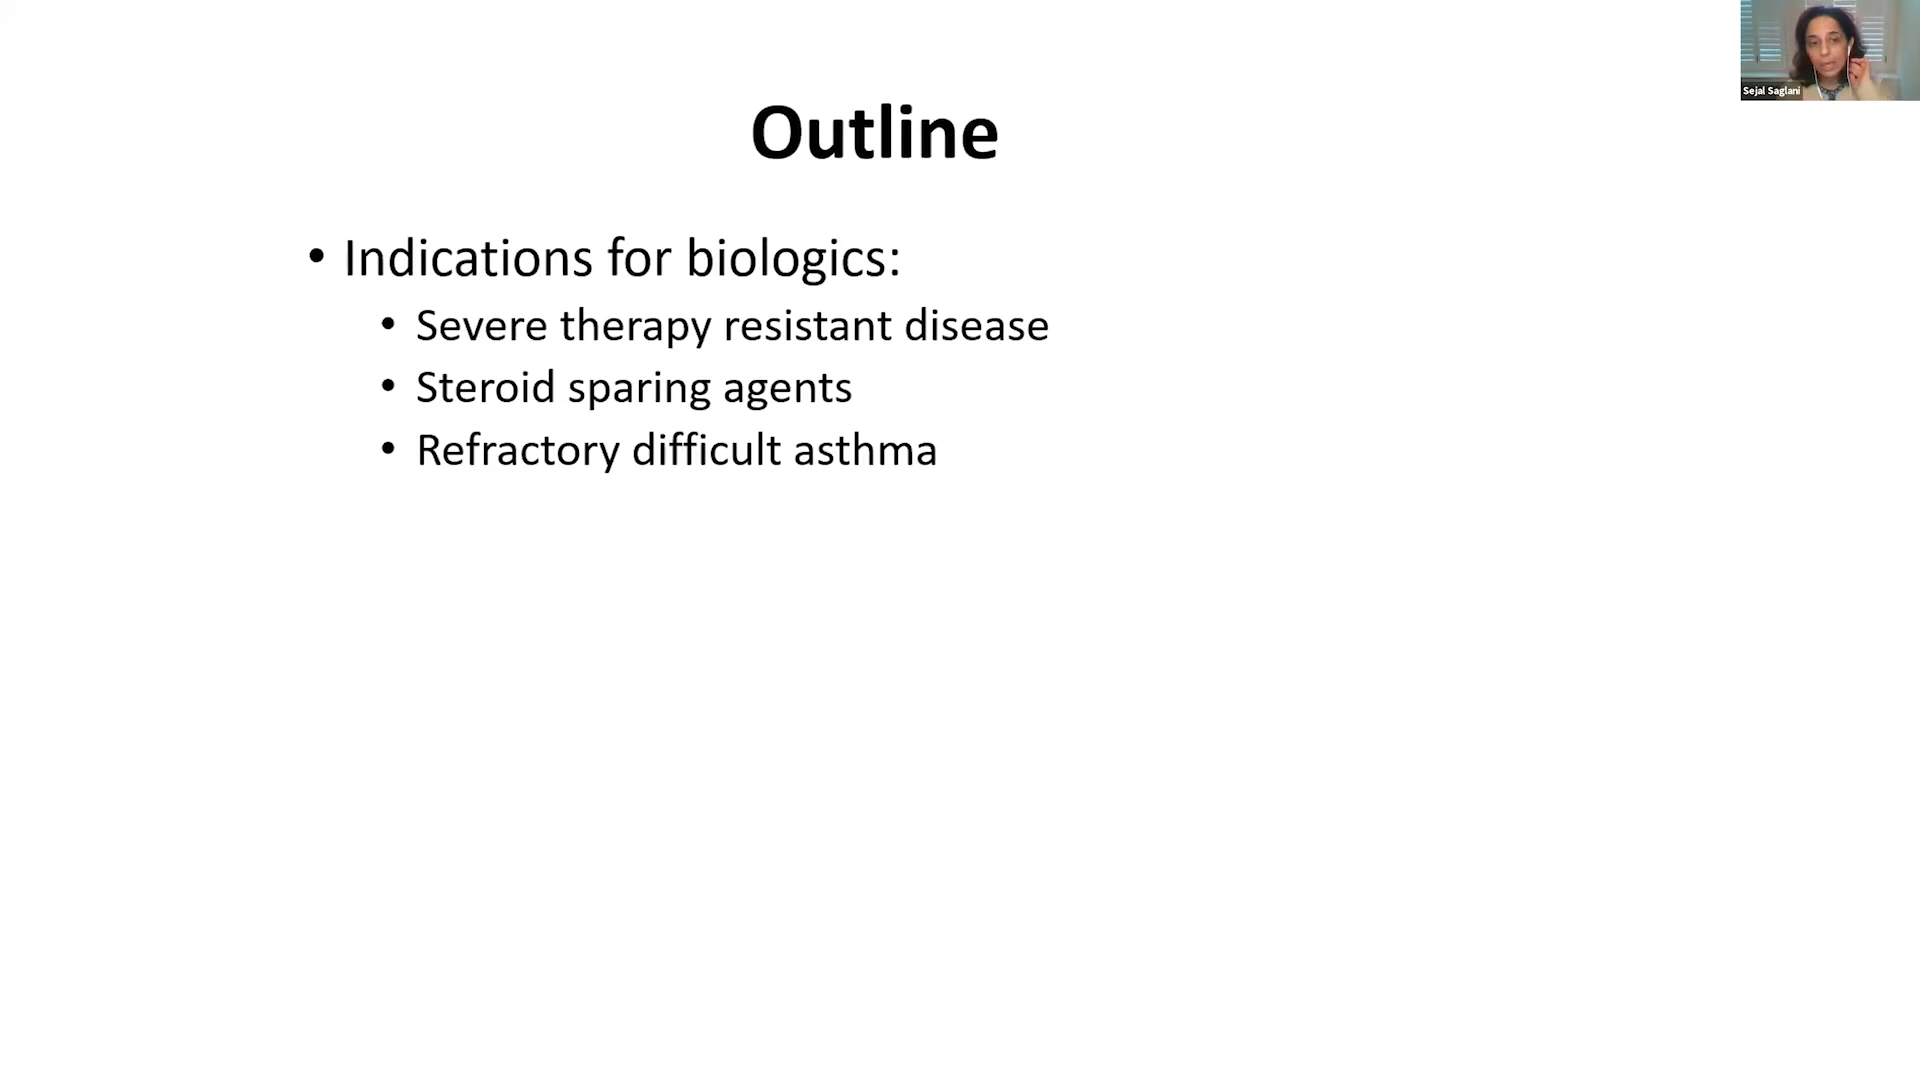 Sejal Saglani
Outline
• Indications for biologics:
• Severe therapy resistant disease
• Steroid sparing agents
• Refractory difficult asthma